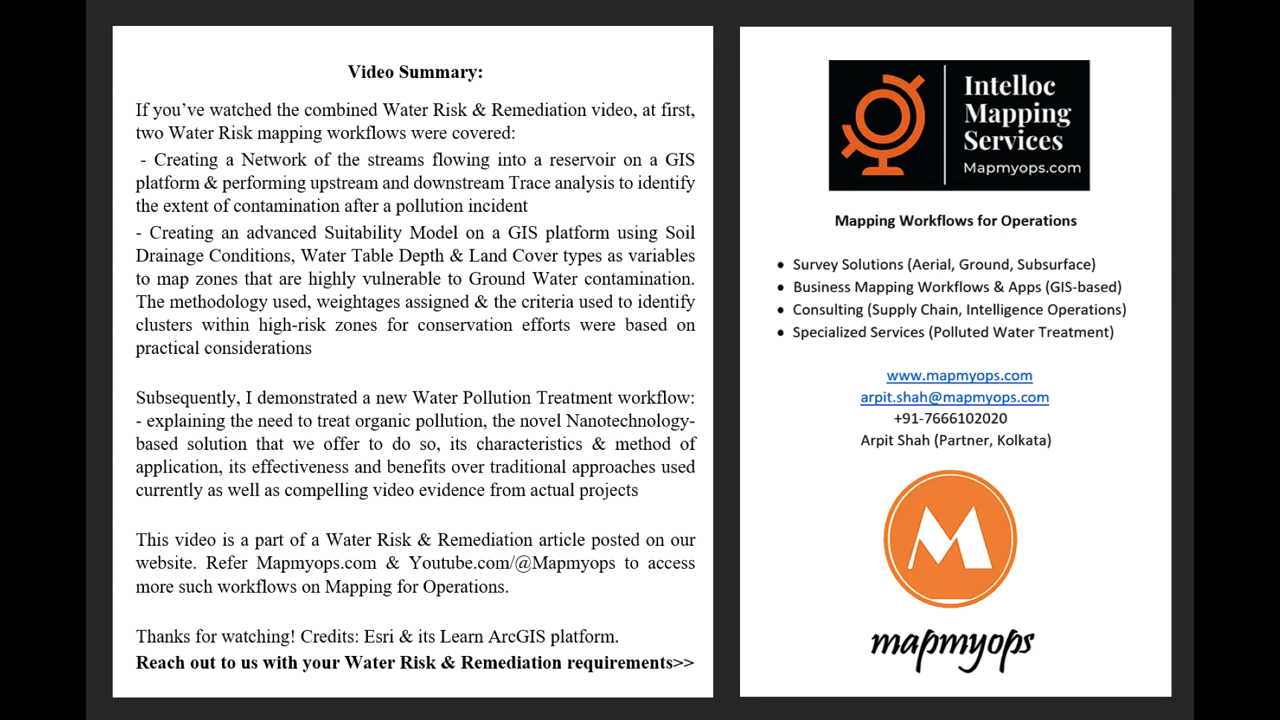 Video Summary:
If you've watched the combined Water Risk & Remediation video, at first,
two Water Risk mapping workflows were covered:
- Creating a Network of the streams flowing into a reservoir on a GIS
platform & performing upstream and downstream Trace analysis to identify
the extent of contamination after a pollution incident
- Creating an advanced Suitability Model on a GIS platform using Soil
Drainage Conditions, Water Table Depth & Land Cover types as variables
to map zones that are highly vulnerable to Ground Water contamination.
The methodology used, weightages assigned & the criteria used to identify
clusters within high-risk zones for conservation efforts were based on
practical considerations
Subsequently, I demonstrated a new Water Pollution Treatment workflow:
- explaining the need to treat organic pollution, the novel Nanotechnology-
based solution that we offer to do so, its characteristics & method of
application, its effectiveness and benefits over traditional approaches used
currently as well as compelling video evidence from actual projects
This video is a part of a Water Risk & Remediation article posted on our
website. Refer Mapmyops.com & Youtube.com/@Mapmyops to access
more such workflows on Mapping for Operations.
Thanks for watching! Credits: Esri & its Learn ArcGIS platform.
Reach out to us with your Water Risk & Remediation requirements>>
Intelloc
Mapping
Services
Mapmyops.com
Mapping Workflows for Operations
• Survey Solutions (Aerial, Ground, Subsurface)
• Business Mapping Workflows & Apps (GIS-based)
• Consulting (Supply Chain, Intelligence Operations)
• Specialized Services (Polluted Water Treatment)
www.mapmyops.com
arpit.shah@mapmyops.com
+91-7666102020
Arpit Shah (Partner, Kolkata)
M
mapmyops